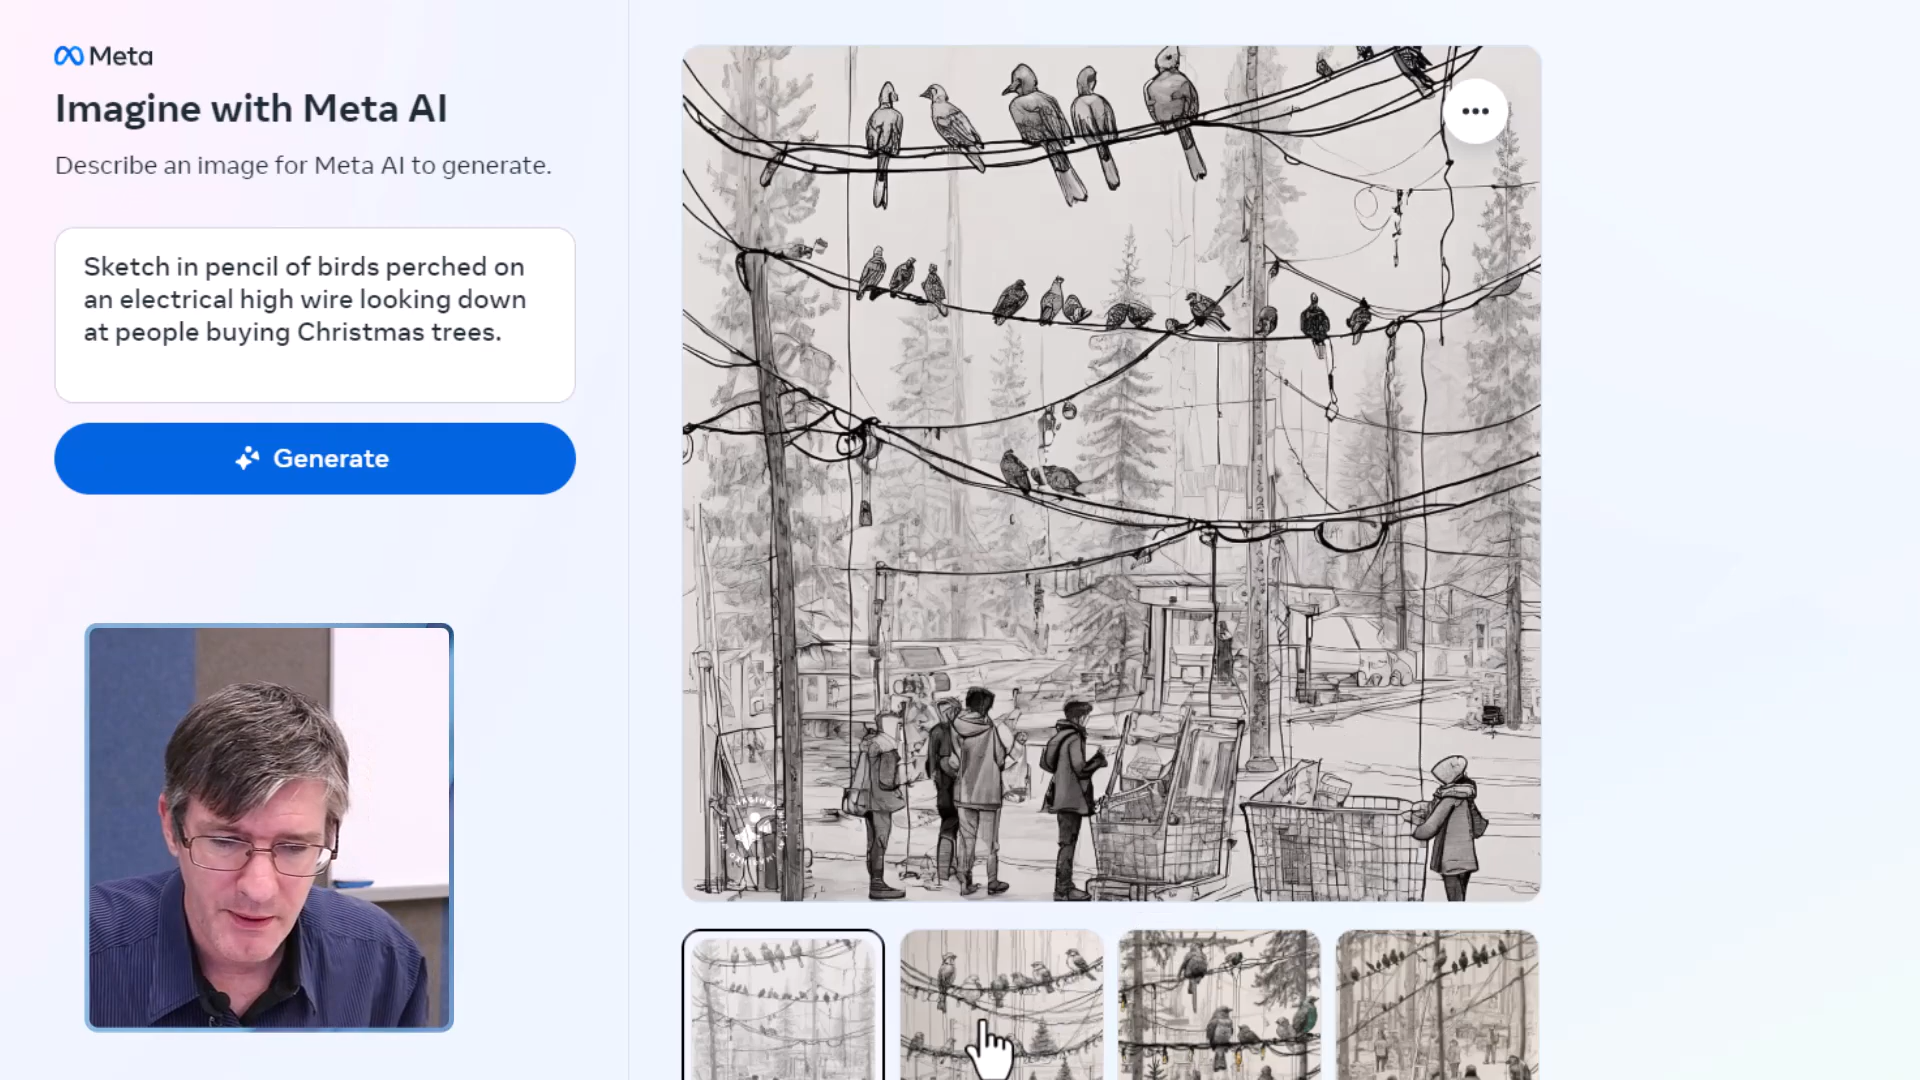 Meta
Imagine with Meta AI
Describe an image for Meta AI to generate.
Sketch in pencil of birds perched on
an electrical high wire looking down
at people buying Christmas trees.
Generate